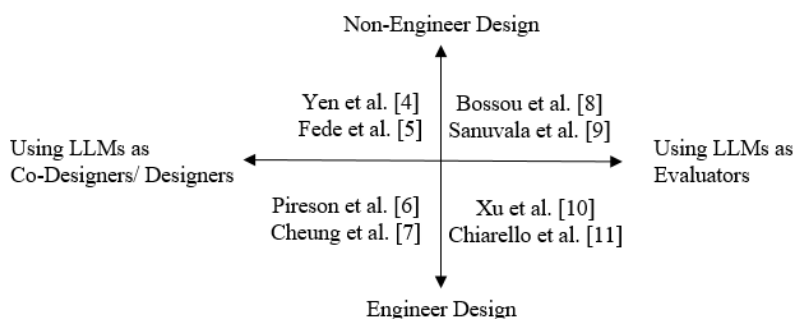 Non-Engineer Design
Yen et al. [4]
Fede et al. [5]
Bossou et al. [8]
Sanuvala et al. [9]
Using LLMs as
Co-Designers/ Designers
Using LLMs as
Evaluators
Pireson et al. [6]
Cheung et al. [7]
Xu et al. [10]
Chiarello et al. [11]
Engineer Design